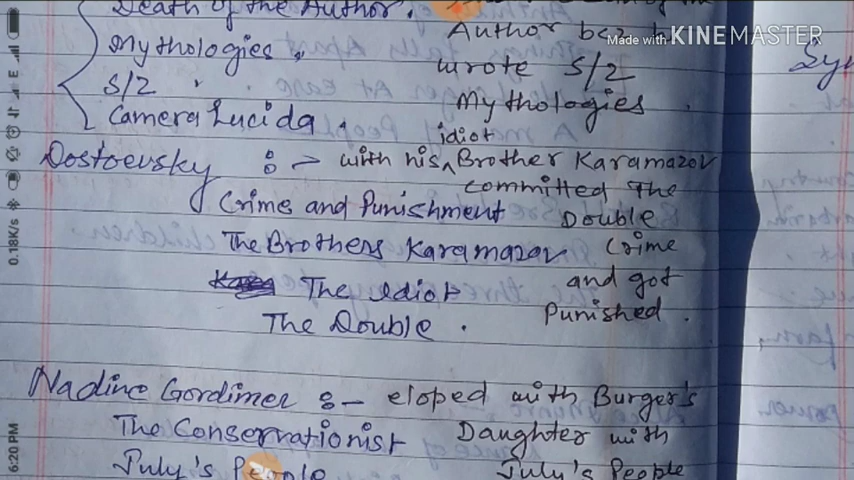 Death of the Author.
Author
Made with KINEMASTER
Mythologies,
wrote S/Z
S/Z
Mythologies
Camera Lucida.
idiot
Dostoevsky :- with his^ Brother Karamazov
committed The
Crime and Punishment Double
The Brothers Karamazov Crime
The Idiot and got
The Double. Punished.
Nadine Gordimer :- eloped with Burger's
The Conservationist Daughter with
July's People July's People
Sy
0.18K/s
6:20 PM